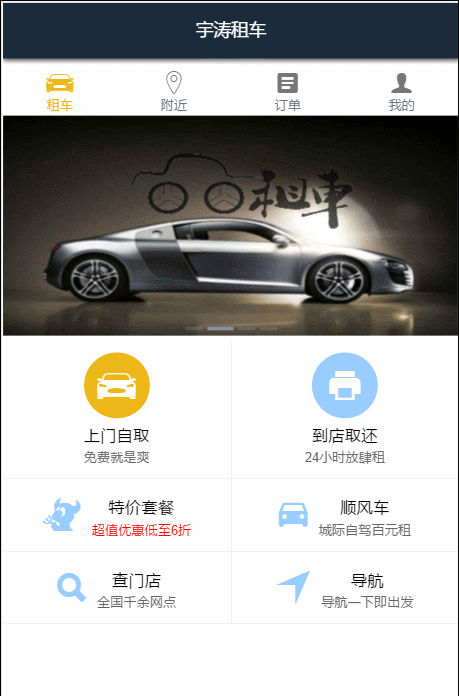 宇涛租车
租车
附近
订单
我的
租車
上门自取
免费就是爽
到店取还
24小时放肆租
特价套餐
超值优惠低至6折
顺风车
城际自驾百元租
查门店
全国千余网点
导航
导航一下即出发